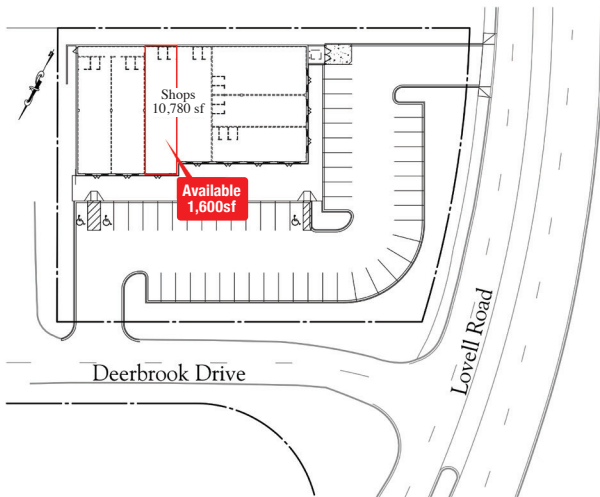 Shops
10,780 sf
Available
1,600sf
Lovell Road
Deerbrook Drive